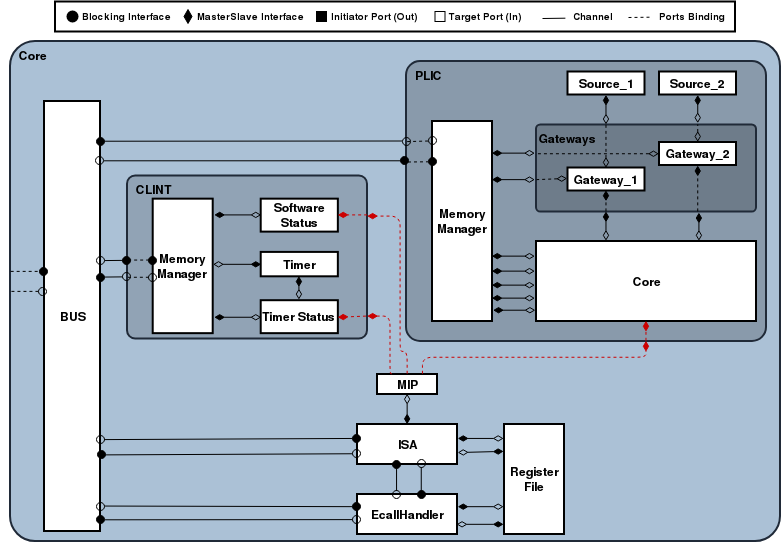 Blocking Interface
MasterSlave Interface
Initiator Port (Out)
Target Port (In)
Channel
Ports Binding
Core
PLIC
Source_1
Source_2
Gateways
Gateway_2
Gateway_1
Memory
Manager
Core
CLINT
Software
Status
Memory
Manager
Timer
Timer Status
BUS
MIP
ISA
Register
File
EcallHandler